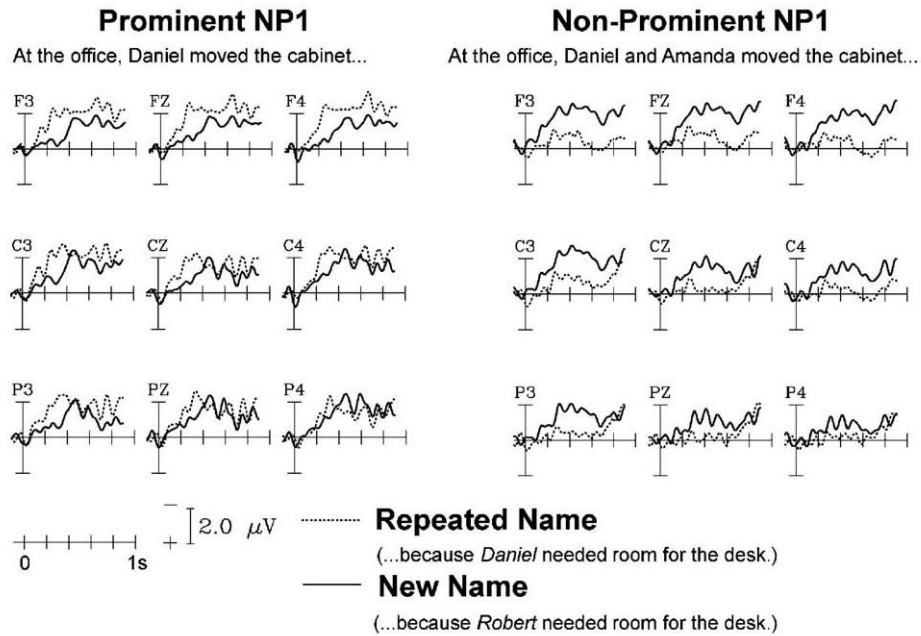 Prominent NP1
At the office, Daniel moved the cabinet...
F3 FZ F4
C3 CZ C4
P3 PZ P4
Non-Prominent NP1
At the office, Daniel and Amanda moved the cabinet...
F3 FZ F4
C3 CZ C4
P3 PZ P4
0 1s
− 2.0 μV +
Repeated Name
(...because Daniel needed room for the desk.)
New Name
(...because Robert needed room for the desk.)